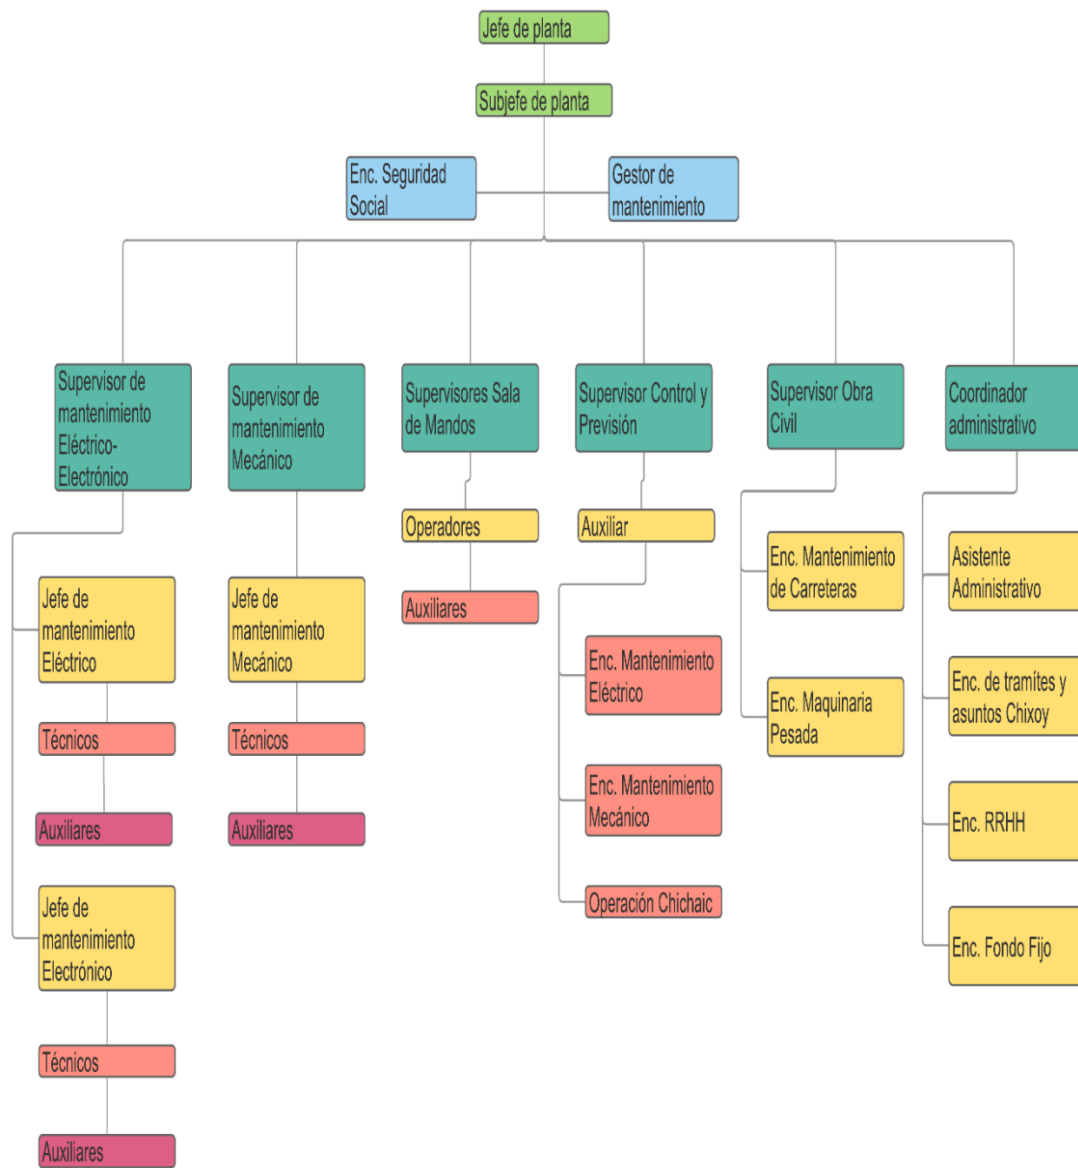 Jefe de planta
Subjefe de planta
Enc. Seguridad
Social
Gestor de
mantenimiento
Supervisor de
mantenimiento
Eléctrico-
Electrónico
Supervisor de
mantenimiento
Mecánico
Supervisores Sala
de Mandos
Supervisor Control y
Previsión
Supervisor Obra
Civil
Coordinador
administrativo
Jefe de
mantenimiento
Eléctrico
Técnicos
Auxiliares
Jefe de
mantenimiento
Electrónico
Técnicos
Auxiliares
Jefe de
mantenimiento
Mecánico
Técnicos
Auxiliares
Operadores
Auxiliares
Auxiliar
Enc. Mantenimiento
Eléctrico
Enc. Mantenimiento
Mecánico
Operación Chichaic
Enc. Mantenimiento
de Carreteras
Enc. Maquinaria
Pesada
Asistente
Administrativo
Enc. de tramítes y
asuntos Chixoy
Enc. RRHH
Enc. Fondo Fijo